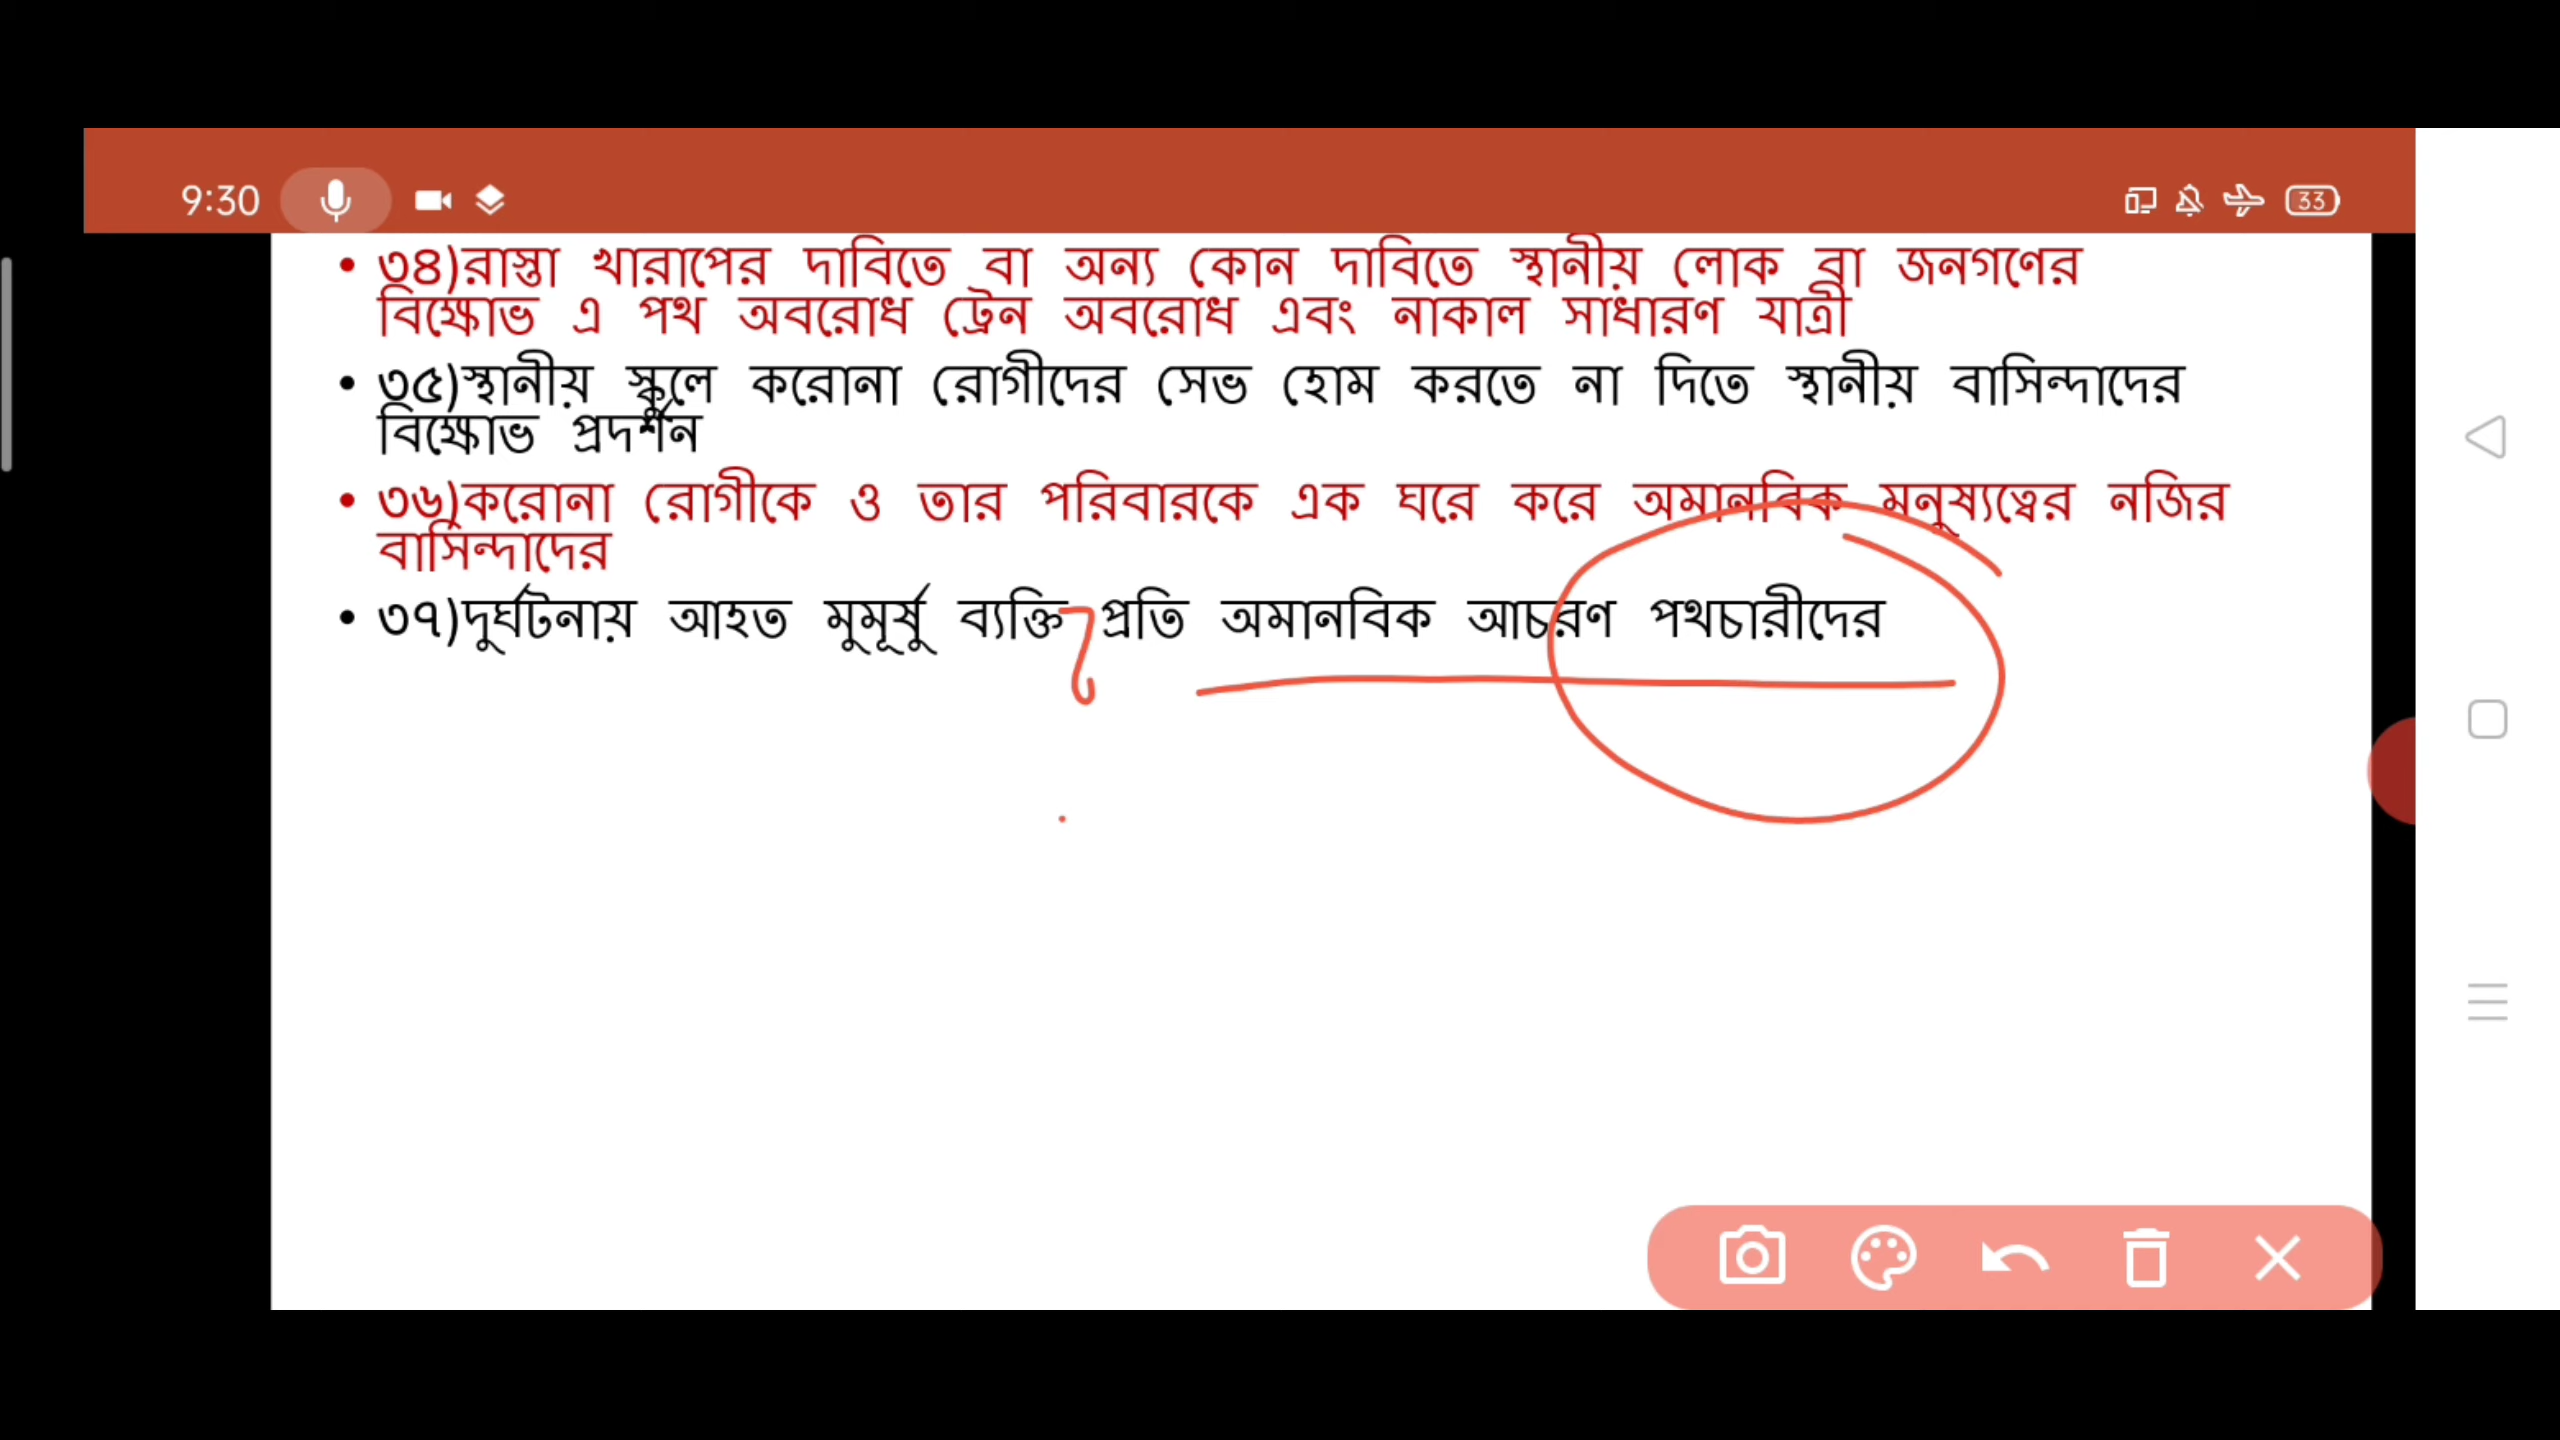 9:30
33
• ৩৪)রাস্তা খারাপের দাবিতে বা অন্য কোন দাবিতে স্থানীয় লোক বা জনগণের
বিক্ষোভ এ পথ অবরোধ ট্রেন অবরোধ এবং নাকাল সাধারণ যাত্রী
• ৩৫)স্থানীয় স্কুলে করোনা রোগীদের সেভ হোম করতে না দিতে স্থানীয় বাসিন্দাদের
বিক্ষোভ প্রদর্শন
• ৩৬)করোনা রোগীকে ও তার পরিবারকে এক ঘরে করে অমানবিক মনুষ্যত্বের নজির
বাসিন্দাদের
• ৩৭)দুর্ঘটনায় আহত মুমূর্ষু ব্যক্তি প্রতি অমানবিক আচরণ পথচারীদের